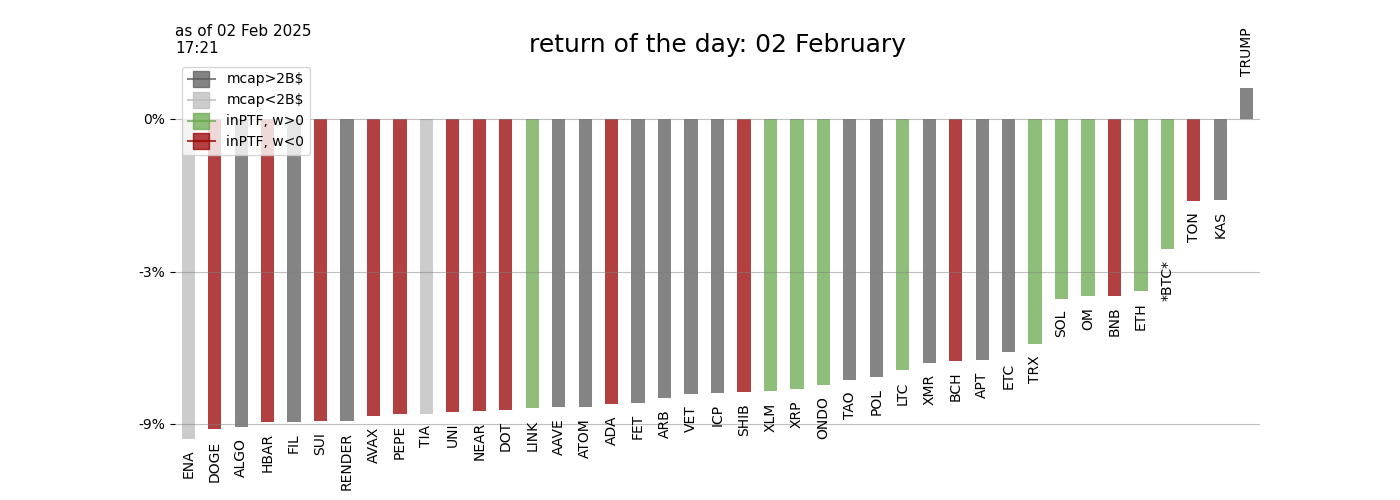 as of 02 Feb 2025
17:21
return of the day: 02 February
mcap>2B$
mcap<2B$
inPTF, w>0
inPTF, w<0
0%
-3%
-9%
ENA
DOGE
ALGO
HBAR
FIL
SUI
RENDER
AVAX
PEPE
TIA
UNI
NEAR
DOT
LINK
AAVE
ATOM
ADA
FET
ARB
VET
ICP
SHIB
XLM
XRP
ONDO
TAO
POL
LTC
XMR
BCH
APT
ETC
TRX
SOL
OM
BNB
ETH
*BTC*
TON
KAS
TRUMP